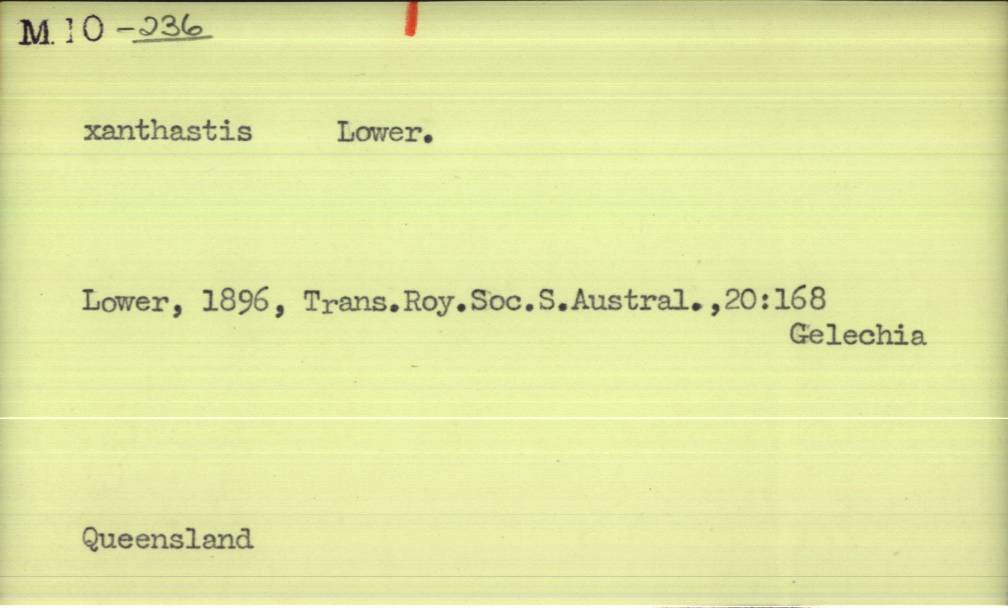 M.10-236
xanthastis Lower.
Lower, 1896, Trans.Roy.Soc.S.Austral.,20:168
Gelechia
Queensland